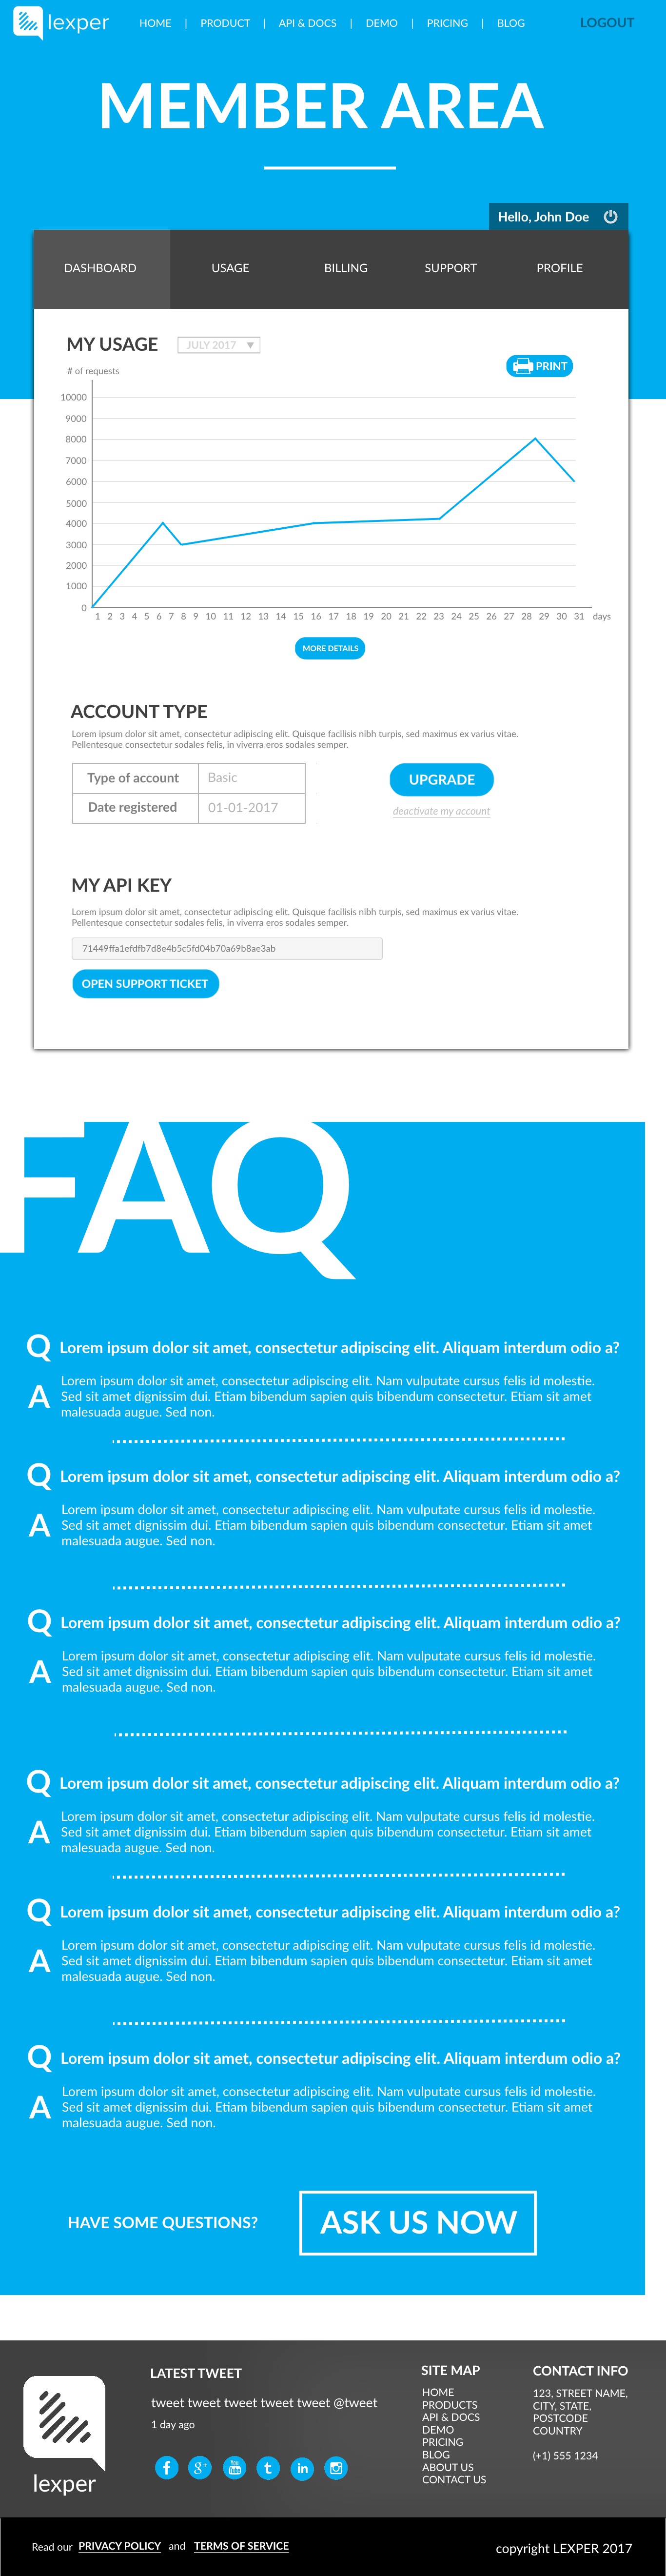 lexper HOME | PRODUCT | API & DOCS | DEMO | PRICING | BLOG LOGOUT
MEMBER AREA
Hello, John Doe
DASHBOARD USAGE BILLING SUPPORT PROFILE
MY USAGE JULY 2017 ▼
PRINT
# of requests
10000
9000
8000
7000
6000
5000
4000
3000
2000
1000
0
1 2 3 4 5 6 7 8 9 10 11 12 13 14 15 16 17 18 19 20 21 22 23 24 25 26 27 28 29 30 31 days
MORE DETAILS
ACCOUNT TYPE
Lorem ipsum dolor sit amet, consectetur adipiscing elit. Quisque facilisis nibh turpis, sed maximus ex varius vitae.
Pellentesque consectetur sodales felis, in viverra eros sodales semper.
Type of account Basic
Date registered 01-01-2017
UPGRADE
deactivate my account
MY API KEY
Lorem ipsum dolor sit amet, consectetur adipiscing elit. Quisque facilisis nibh turpis, sed maximus ex varius vitae.
Pellentesque consectetur sodales felis, in viverra eros sodales semper.
71449ffa1efdfb7d8e4b5c5fd04b70a69b8ae3ab
OPEN SUPPORT TICKET
FAQ
Q Lorem ipsum dolor sit amet, consectetur adipiscing elit. Aliquam interdum odio a?
A Lorem ipsum dolor sit amet, consectetur adipiscing elit. Nam vulputate cursus felis id molestie.
Sed sit amet dignissim dui. Etiam bibendum sapien quis bibendum consectetur. Etiam sit amet
malesuada augue. Sed non.
Q Lorem ipsum dolor sit amet, consectetur adipiscing elit. Aliquam interdum odio a?
A Lorem ipsum dolor sit amet, consectetur adipiscing elit. Nam vulputate cursus felis id molestie.
Sed sit amet dignissim dui. Etiam bibendum sapien quis bibendum consectetur. Etiam sit amet
malesuada augue. Sed non.
Q Lorem ipsum dolor sit amet, consectetur adipiscing elit. Aliquam interdum odio a?
A Lorem ipsum dolor sit amet, consectetur adipiscing elit. Nam vulputate cursus felis id molestie.
Sed sit amet dignissim dui. Etiam bibendum sapien quis bibendum consectetur. Etiam sit amet
malesuada augue. Sed non.
Q Lorem ipsum dolor sit amet, consectetur adipiscing elit. Aliquam interdum odio a?
A Lorem ipsum dolor sit amet, consectetur adipiscing elit. Nam vulputate cursus felis id molestie.
Sed sit amet dignissim dui. Etiam bibendum sapien quis bibendum consectetur. Etiam sit amet
malesuada augue. Sed non.
Q Lorem ipsum dolor sit amet, consectetur adipiscing elit. Aliquam interdum odio a?
A Lorem ipsum dolor sit amet, consectetur adipiscing elit. Nam vulputate cursus felis id molestie.
Sed sit amet dignissim dui. Etiam bibendum sapien quis bibendum consectetur. Etiam sit amet
malesuada augue. Sed non.
Q Lorem ipsum dolor sit amet, consectetur adipiscing elit. Aliquam interdum odio a?
A Lorem ipsum dolor sit amet, consectetur adipiscing elit. Nam vulputate cursus felis id molestie.
Sed sit amet dignissim dui. Etiam bibendum sapien quis bibendum consectetur. Etiam sit amet
malesuada augue. Sed non.
HAVE SOME QUESTIONS? ASK US NOW
lexper
LATEST TWEET
tweet tweet tweet tweet tweet @tweet
1 day ago
SITE MAP
HOME
PRODUCTS
API & DOCS
DEMO
PRICING
BLOG
ABOUT US
CONTACT US
CONTACT INFO
123, STREET NAME,
CITY, STATE,
POSTCODE
COUNTRY
(+1) 555 1234
Read our PRIVACY POLICY and TERMS OF SERVICE
copyright LEXPER 2017